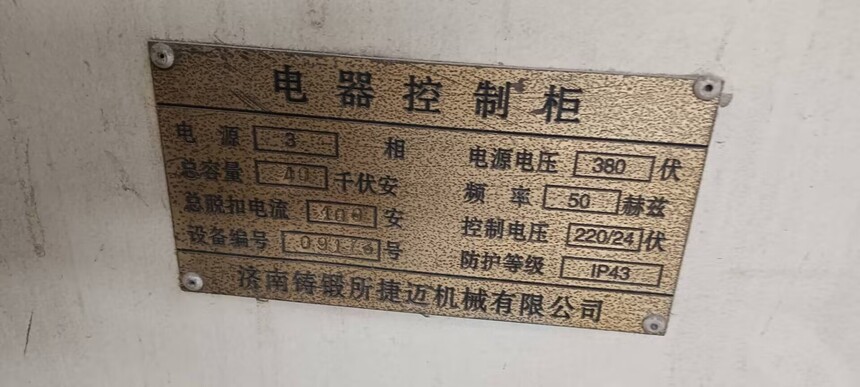 电器控制柜
电 源 3 相 电源电压 380 伏
总容量 40 千伏安 频 率 50 赫兹
总脱扣电流 安 控制电压 220/24 伏
设备编号 号 防护等级 IP43
济南铸锻所捷迈机械有限公司